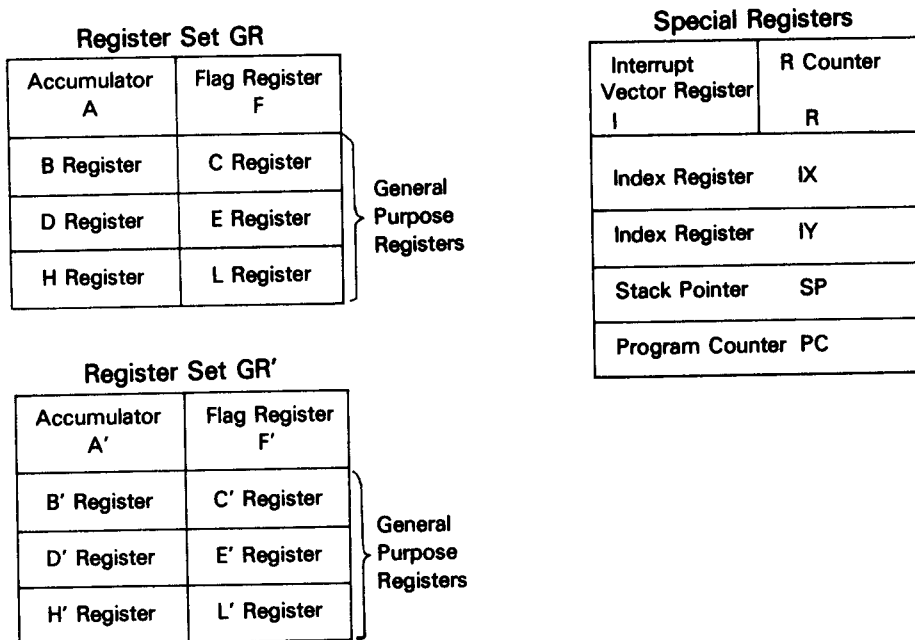 Register Set GR
Accumulator
A
Flag Register
F
B Register
C Register
D Register
E Register
H Register
L Register
General
Purpose
Registers
Special Registers
Interrupt
Vector Register
I
R Counter
R
Index Register IX
Index Register IY
Stack Pointer SP
Program Counter PC
Register Set GR'
Accumulator
A'
Flag Register
F'
B' Register
C' Register
D' Register
E' Register
H' Register
L' Register
General
Purpose
Registers